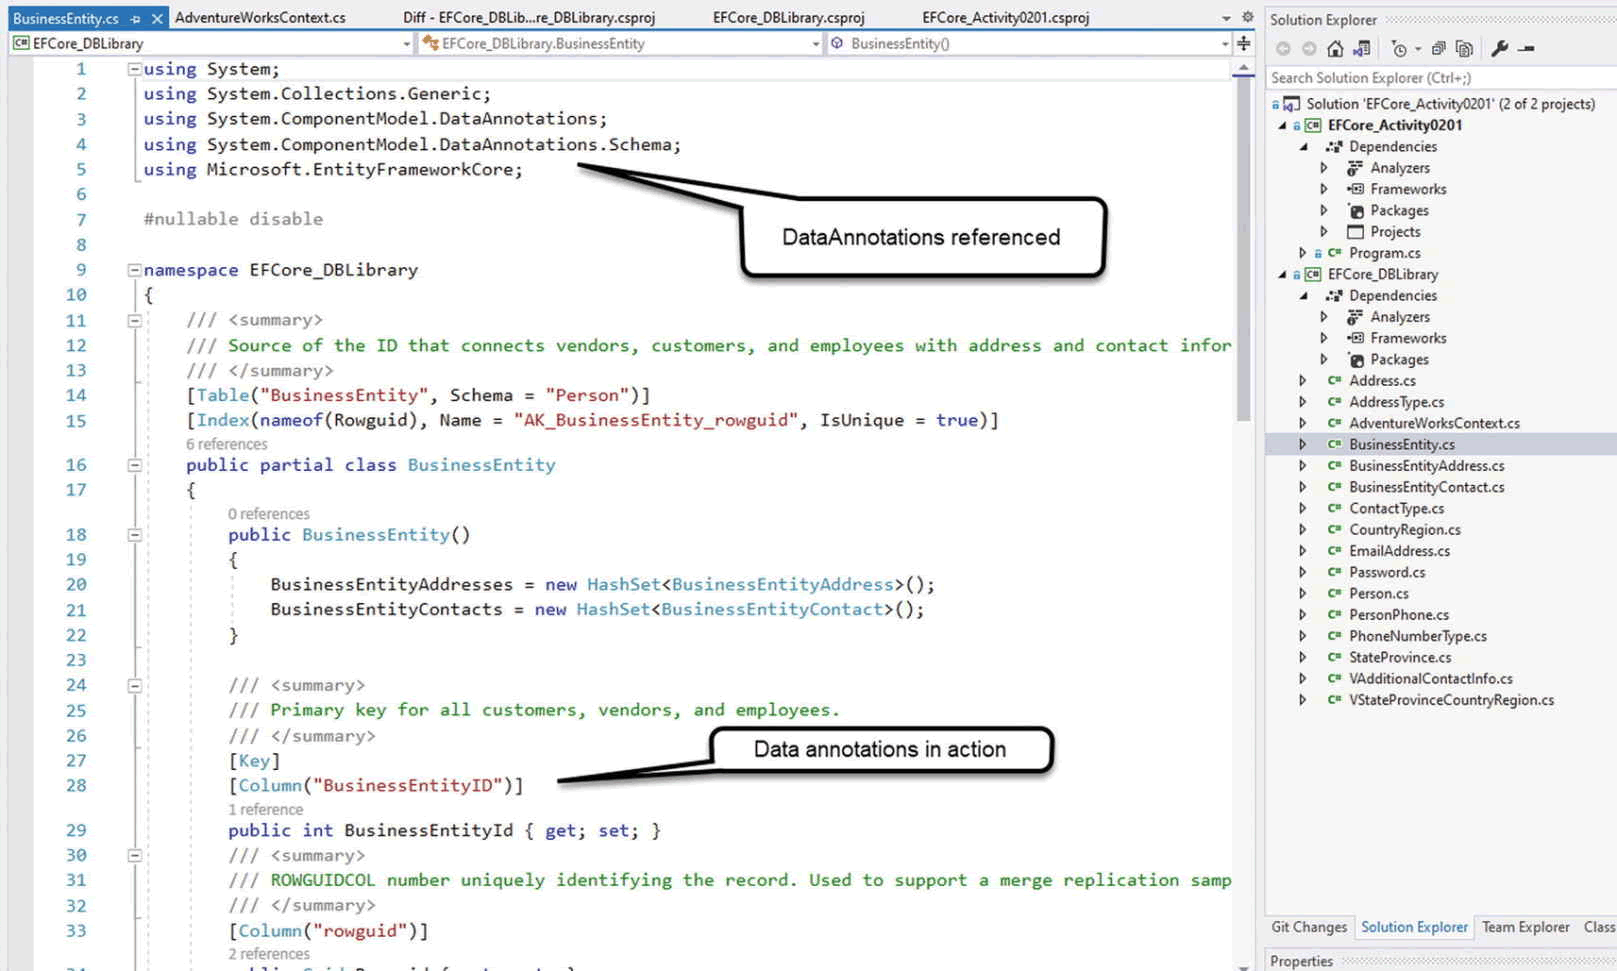 BusinessEntity.cs
AdventureWorksContext.cs
Diff - EFCore_DBLib...re_DBLibrary.csproj
EFCore_DBLibrary.csproj
EFCore_Activity0201.csproj
EFCore_DBLibrary
EFCore_DBLibrary.BusinessEntity
BusinessEntity()
1 using System;
2 using System.Collections.Generic;
3 using System.ComponentModel.DataAnnotations;
4 using System.ComponentModel.DataAnnotations.Schema;
5 using Microsoft.EntityFrameworkCore;
6
7 #nullable disable
8
9 namespace EFCore_DBLibrary
10 {
11 /// <summary>
12 /// Source of the ID that connects vendors, customers, and employees with address and contact infor
13 /// </summary>
14 [Table("BusinessEntity", Schema = "Person")]
15 [Index(nameof(Rowguid), Name = "AK_BusinessEntity_rowguid", IsUnique = true)]
6 references
16 public partial class BusinessEntity
17 {
0 references
18 public BusinessEntity()
19 {
20 BusinessEntityAddresses = new HashSet<BusinessEntityAddress>();
21 BusinessEntityContacts = new HashSet<BusinessEntityContact>();
22 }
23
24 /// <summary>
25 /// Primary key for all customers, vendors, and employees.
26 /// </summary>
27 [Key]
28 [Column("BusinessEntityID")]
1 reference
29 public int BusinessEntityId { get; set; }
30 /// <summary>
31 /// ROWGUIDCOL number uniquely identifying the record. Used to support a merge replication samp
32 /// </summary>
33 [Column("rowguid")]
2 references
DataAnnotations referenced
Data annotations in action
Solution Explorer
Search Solution Explorer (Ctrl+;)
Solution 'EFCore_Activity0201' (2 of 2 projects)
EFCore_Activity0201
Dependencies
Analyzers
Frameworks
Packages
Projects
C# Program.cs
EFCore_DBLibrary
Dependencies
Analyzers
Frameworks
Packages
C# Address.cs
C# AddressType.cs
C# AdventureWorksContext.cs
C# BusinessEntity.cs
C# BusinessEntityAddress.cs
C# BusinessEntityContact.cs
C# ContactType.cs
C# CountryRegion.cs
C# EmailAddress.cs
C# Password.cs
C# Person.cs
C# PersonPhone.cs
C# PhoneNumberType.cs
C# StateProvince.cs
C# VAdditionalContactInfo.cs
C# VStateProvinceCountryRegion.cs
Git Changes Solution Explorer Team Explorer Class
Properties